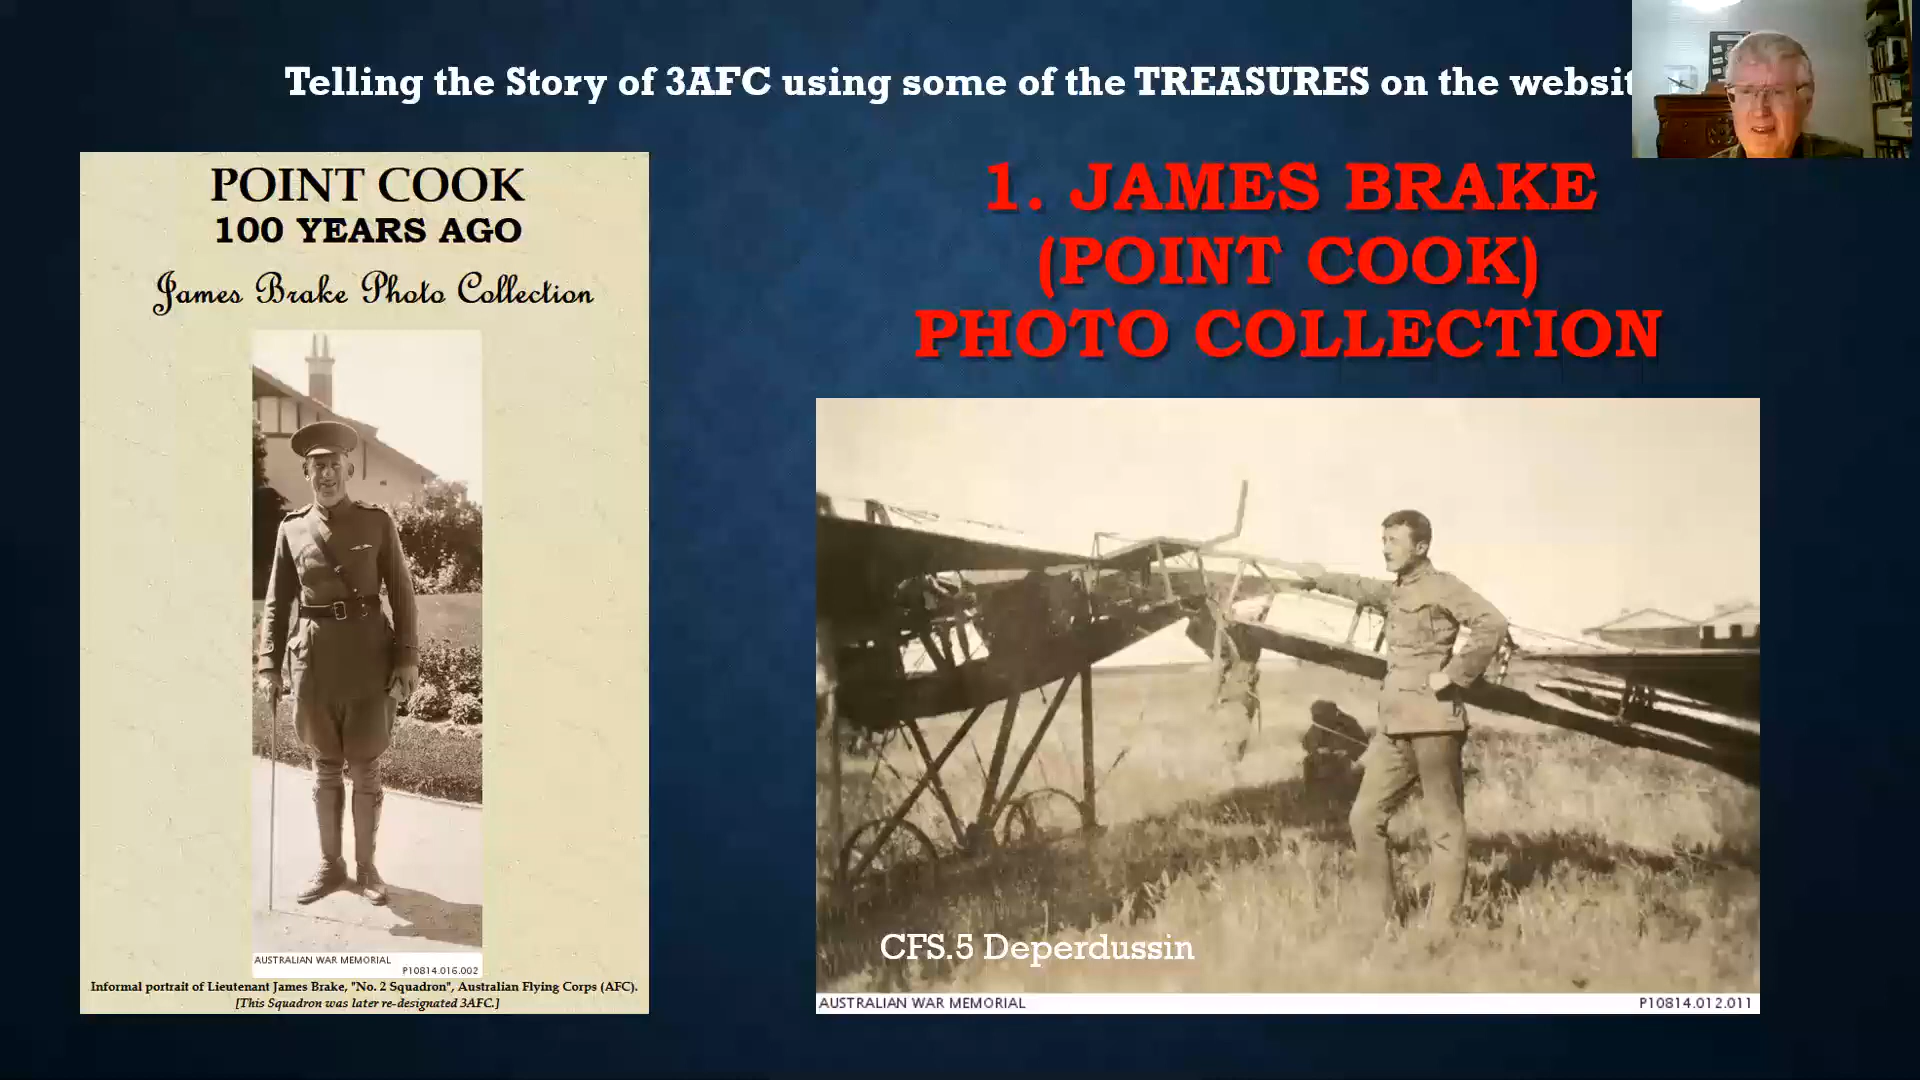 Telling the Story of 3AFC using some of the TREASURES on the websit
POINT COOK
100 YEARS AGO
James Brake Photo Collection
AUSTRALIAN WAR MEMORIAL
P10814.016.002
Informal portrait of Lieutenant James Brake, "No. 2 Squadron", Australian Flying Corps (AFC).
[This Squadron was later re-designated 3AFC.]
1. JAMES BRAKE
(POINT COOK)
PHOTO COLLECTION
CFS.5 Deperdussin
AUSTRALIAN WAR MEMORIAL
P10814.012.011